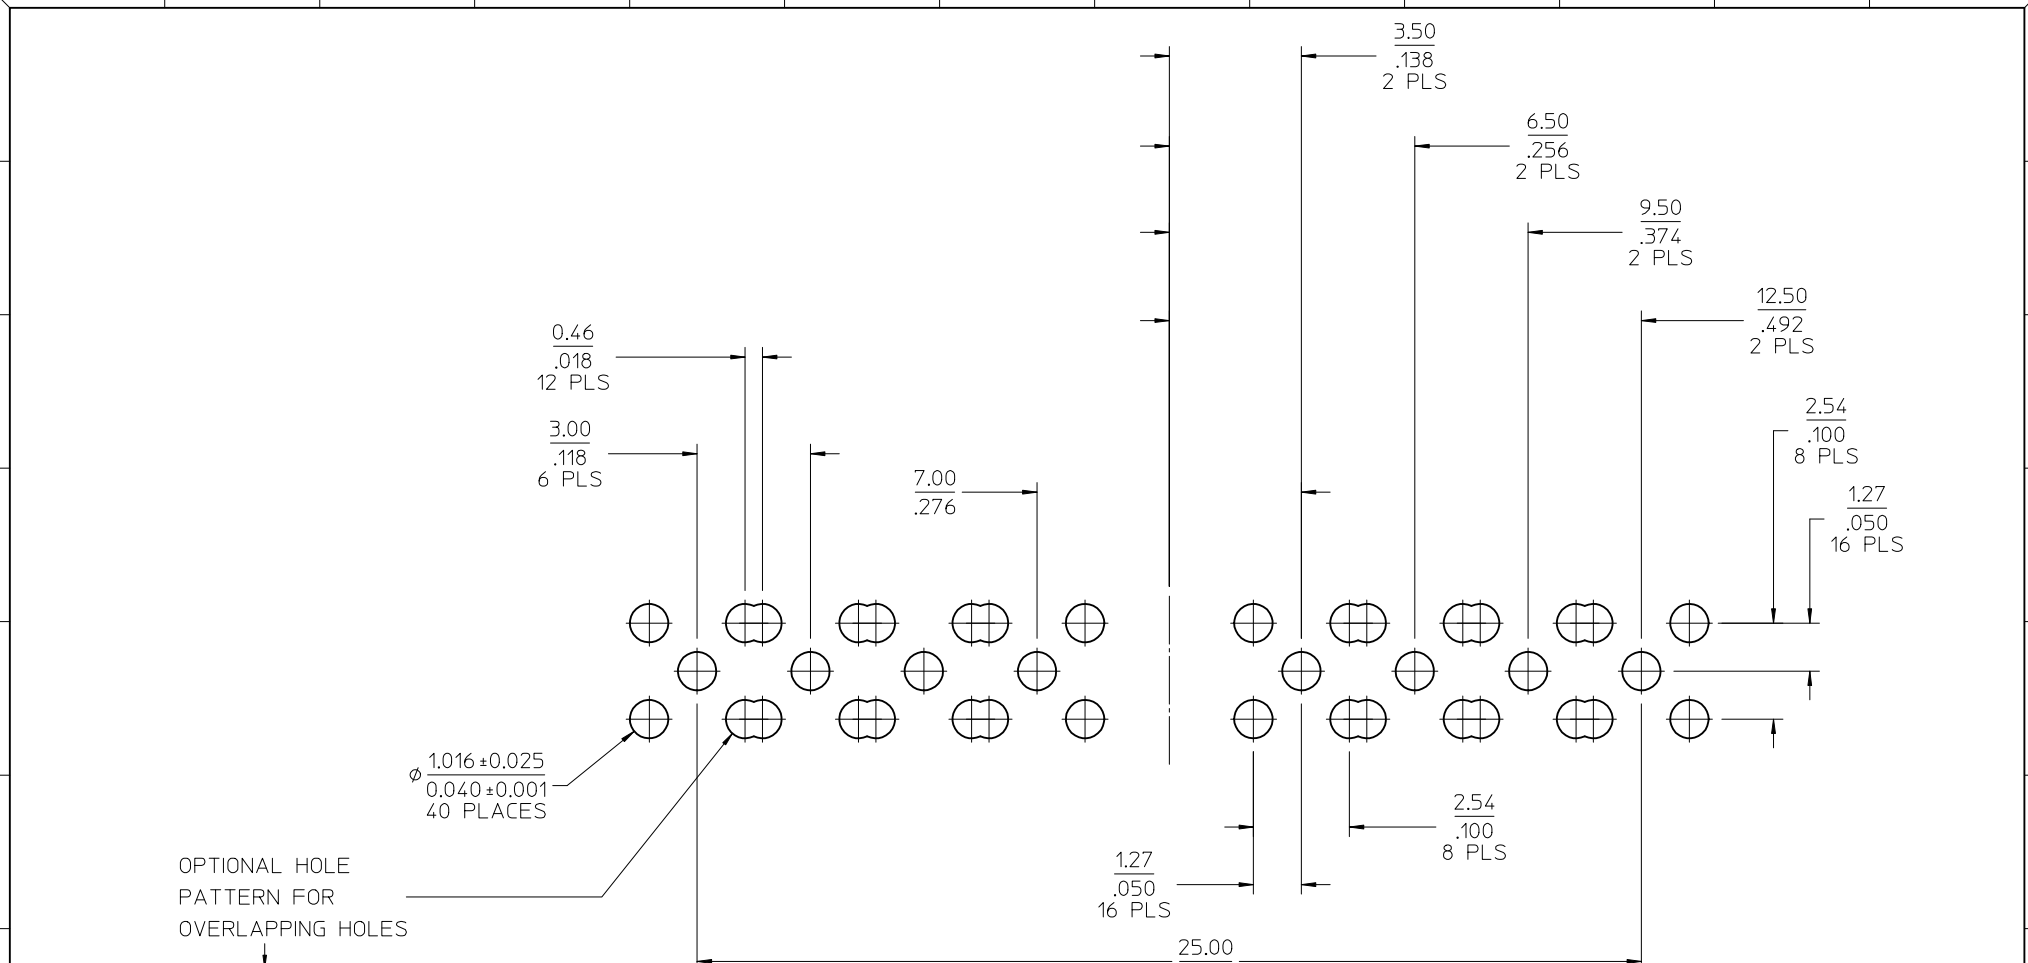 3.50
.138
2 PLS
6.50
.256
2 PLS
9.50
.374
2 PLS
12.50
.492
2 PLS
0.46
.018
12 PLS
3.00
.118
6 PLS
7.00
.276
2.54
.100
8 PLS
1.27
.050
16 PLS
⌀ 1.016 ±0.025
0.040 ±0.001
40 PLACES
2.54
.100
8 PLS
1.27
.050
16 PLS
OPTIONAL HOLE
PATTERN FOR
OVERLAPPING HOLES
25.00